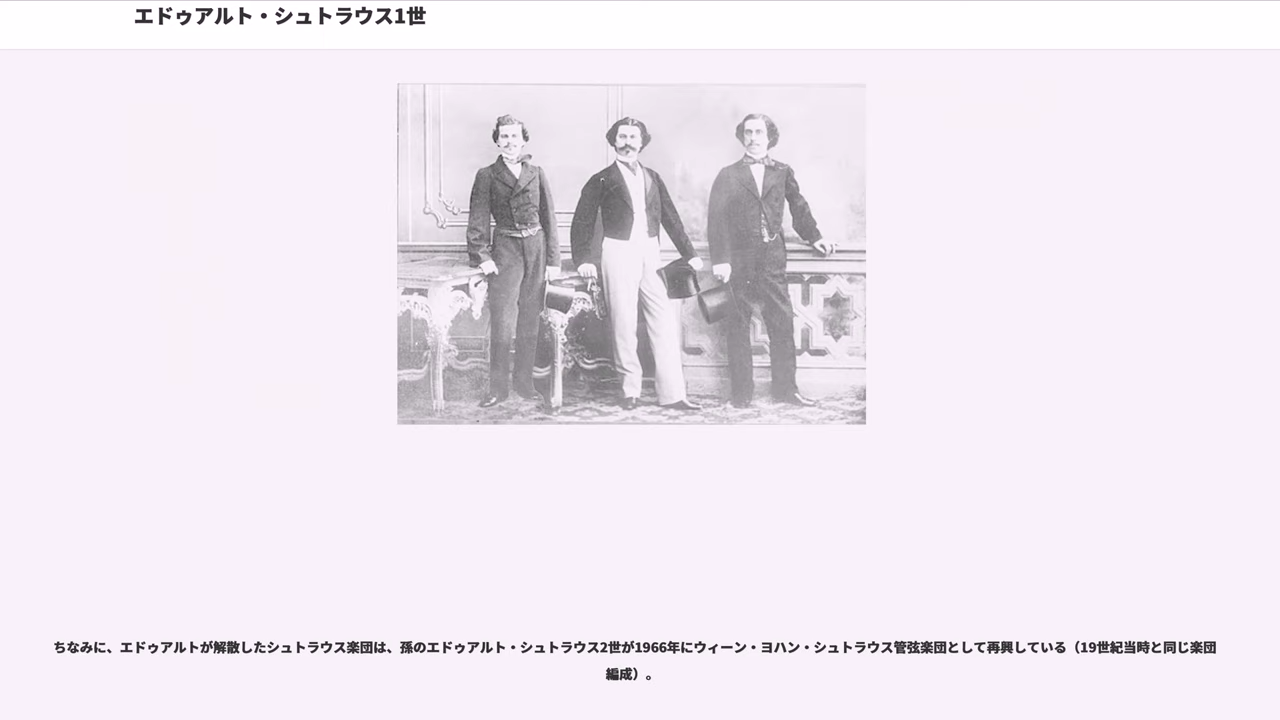 エドゥアルト・シュトラウス1世
ちなみに、エドゥアルトが解散したシュトラウス楽団は、孫のエドゥアルト・シュトラウス2世が1966年にウィーン・ヨハン・シュトラウス管弦楽団として再興している（19世紀当時と同じ楽団
編成）。